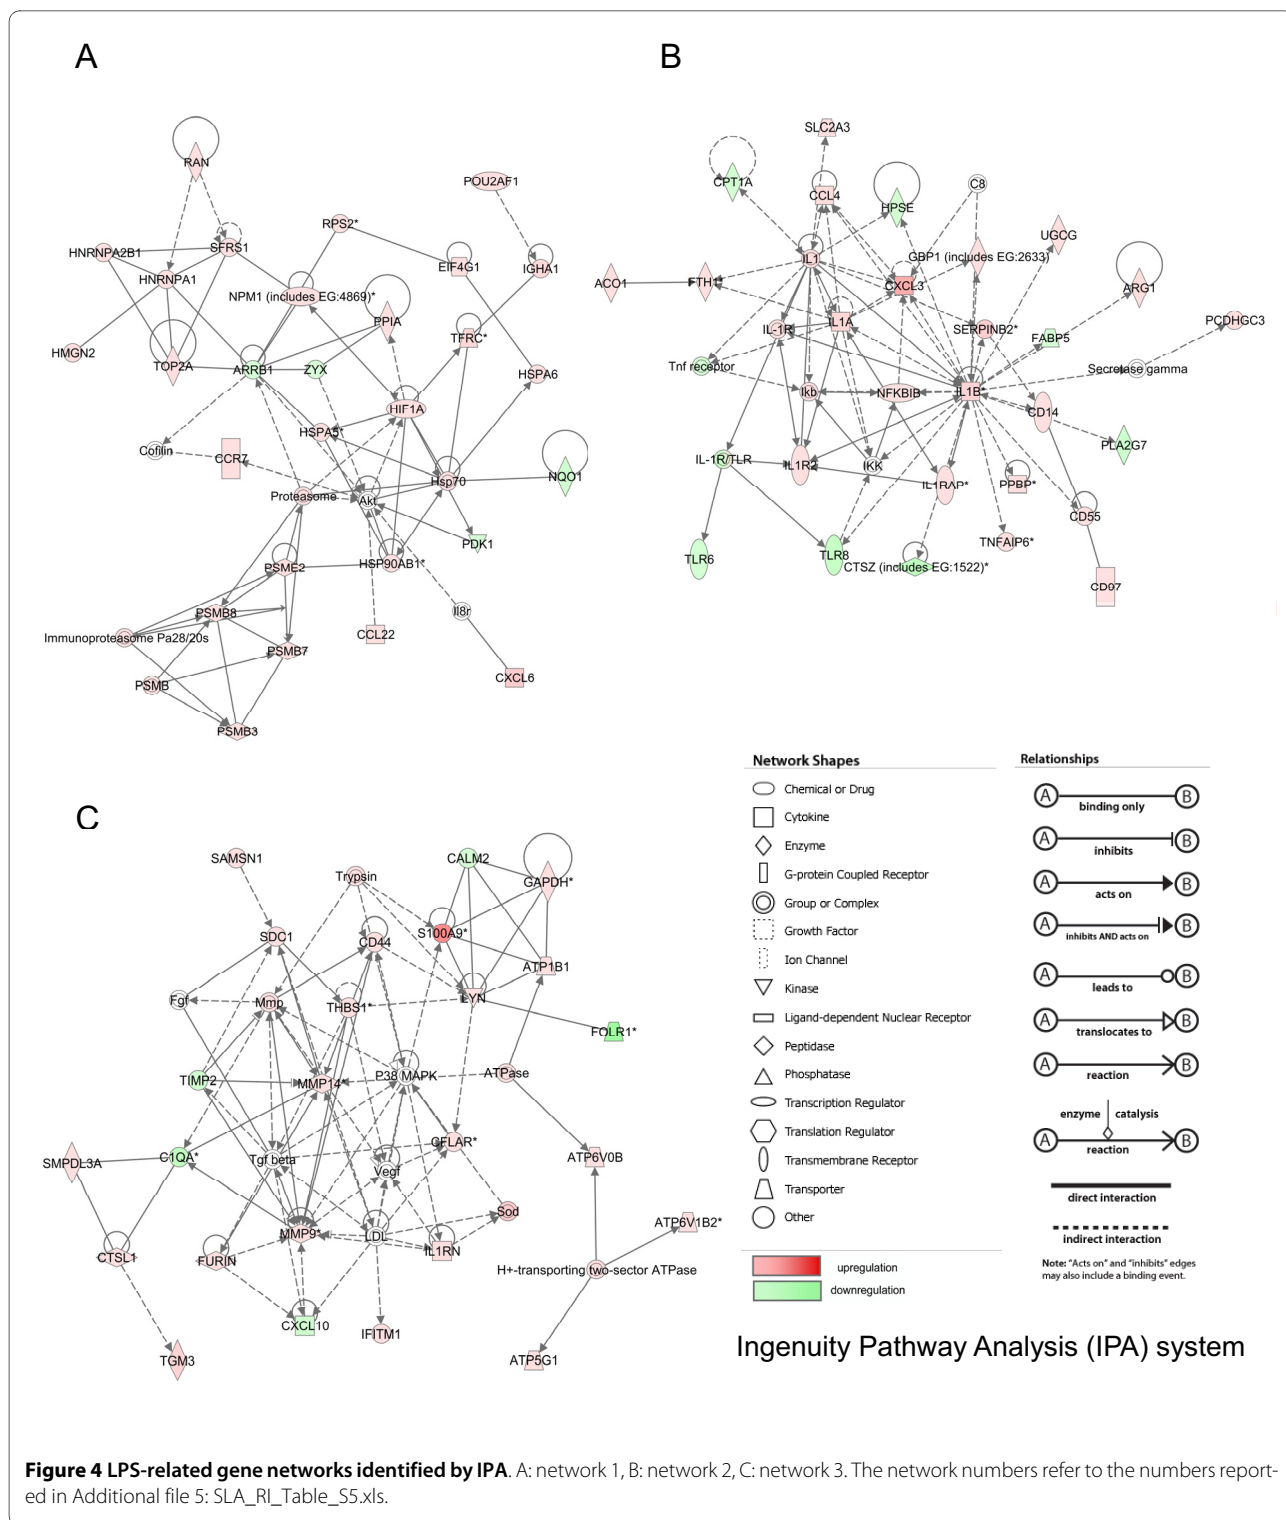 A
B
RAN
POU2AF1
RPS2*
HNRNPA2B1
SFRS1
EIF4G1
IGHA1
HNRNPA1
NPM1 (includes EG:4869)*
PPIA
TFRC*
HMGN2
TOP2A
ARRB1
ZYX
HSPA6
HIF1A
HSPA5*
Cofilin
CCR7
NQO1
Hsp70
Proteasome
Akt
PDK1
PSME2
HSP90AB1*
PSMB8
Il8r
Immunoproteasome Pa28/20s
CCL22
PSMB7
PSMB
CXCL6
PSMB3
SLC2A3
CPT1A
CCL4
HPSE
C8
UGCG
IL1
GBP1 (includes EG:2633)
ACO1
FTH1*
CXCL3
ARG1
IL-1R
IL1A
SERPINB2*
FABP5
PCDHGC3
Tnf receptor
Secretase gamma
Ikb
NFKBIB
IL1B*
CD14
PLA2G7
IL-1R/TLR
IL1R2
IKK
IL1RAP*
PPBP*
CD55
TNFAIP6*
TLR6
TLR8
CTSZ (includes EG:1522)*
CD97
C
SAMSN1
Trypsin
CALM2
GAPDH*
SDC1
CD44
S100A9*
ATP1B1
Fgf
Mmp
THBS1*
LYN
FOLR1*
TIMP2
MMP14*
P38 MAPK
ATPase
CFLAR*
SMPDL3A
C1QA*
Tgf beta
Vegf
ATP6V0B
Sod
ATP6V1B2*
CTSL1
FURIN
MMP9*
LDL
IL1RN
H+-transporting two-sector ATPase
CXCL10
IFITM1
TGM3
ATP5G1
Network Shapes
Chemical or Drug
Cytokine
Enzyme
G-protein Coupled Receptor
Group or Complex
Growth Factor
Ion Channel
Kinase
Ligand-dependent Nuclear Receptor
Peptidase
Phosphatase
Transcription Regulator
Translation Regulator
Transmembrane Receptor
Transporter
Other
upregulation
downregulation
Relationships
A binding only B
A inhibits B
A acts on B
A inhibits AND acts on B
A leads to B
A translocates to B
A reaction B
enzyme catalysis
A reaction B
direct interaction
indirect interaction
Note: "Acts on" and "inhibits" edges
may also include a binding event.
Ingenuity Pathway Analysis (IPA) system
Figure 4 LPS-related gene networks identified by IPA. A: network 1, B: network 2, C: network 3. The network numbers refer to the numbers report-
ed in Additional file 5: SLA_RI_Table_S5.xls.